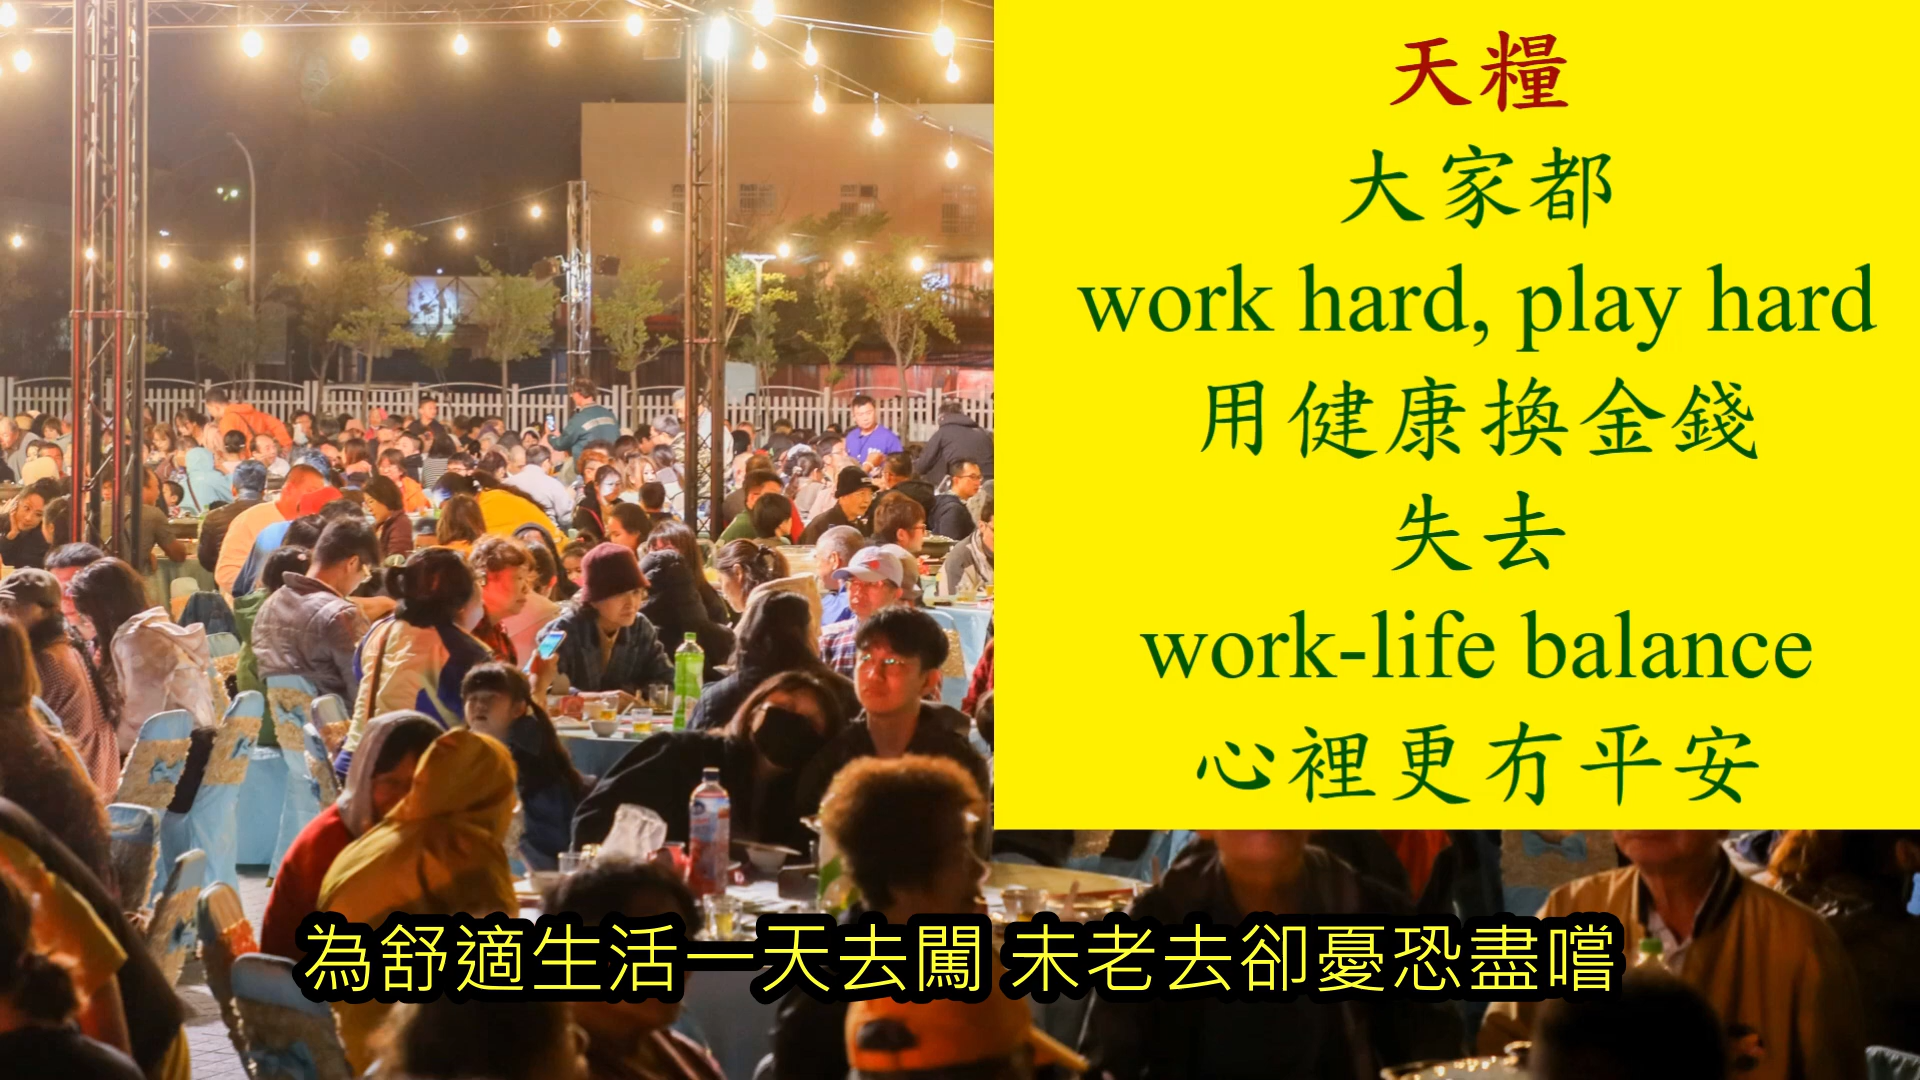 天糧
大家都
work hard, play hard
用健康換金錢
失去
work-life balance
心裡更冇平安
為舒適生活一天去闖 未老去卻憂恐盡嚐